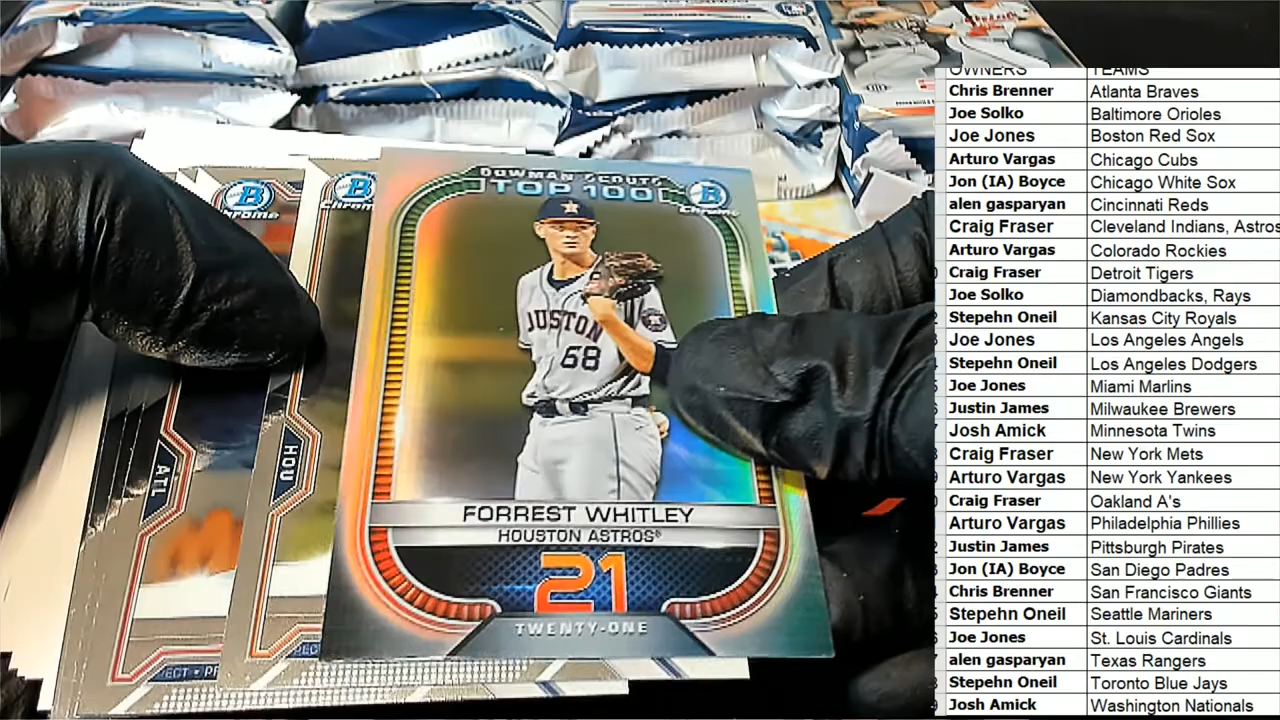 BOWMAN SCOUTS
TOP 100
B
Chrome
B
Chrome
B
Chrome
HOUSTON
68
ATL
HOU
FORREST WHITLEY
HOUSTON ASTROS®
21
TWENTY-ONE
OWNERS TEAMS
Chris Brenner Atlanta Braves
Joe Solko Baltimore Orioles
Joe Jones Boston Red Sox
Arturo Vargas Chicago Cubs
Jon (IA) Boyce Chicago White Sox
alen gasparyan Cincinnati Reds
Craig Fraser Cleveland Indians, Astros
Arturo Vargas Colorado Rockies
Craig Fraser Detroit Tigers
Joe Solko Diamondbacks, Rays
Stepehn Oneil Kansas City Royals
Joe Jones Los Angeles Angels
Stepehn Oneil Los Angeles Dodgers
Joe Jones Miami Marlins
Justin James Milwaukee Brewers
Josh Amick Minnesota Twins
Craig Fraser New York Mets
Arturo Vargas New York Yankees
Craig Fraser Oakland A's
Arturo Vargas Philadelphia Phillies
Justin James Pittsburgh Pirates
Jon (IA) Boyce San Diego Padres
Chris Brenner San Francisco Giants
Stepehn Oneil Seattle Mariners
Joe Jones St. Louis Cardinals
alen gasparyan Texas Rangers
Stepehn Oneil Toronto Blue Jays
Josh Amick Washington Nationals